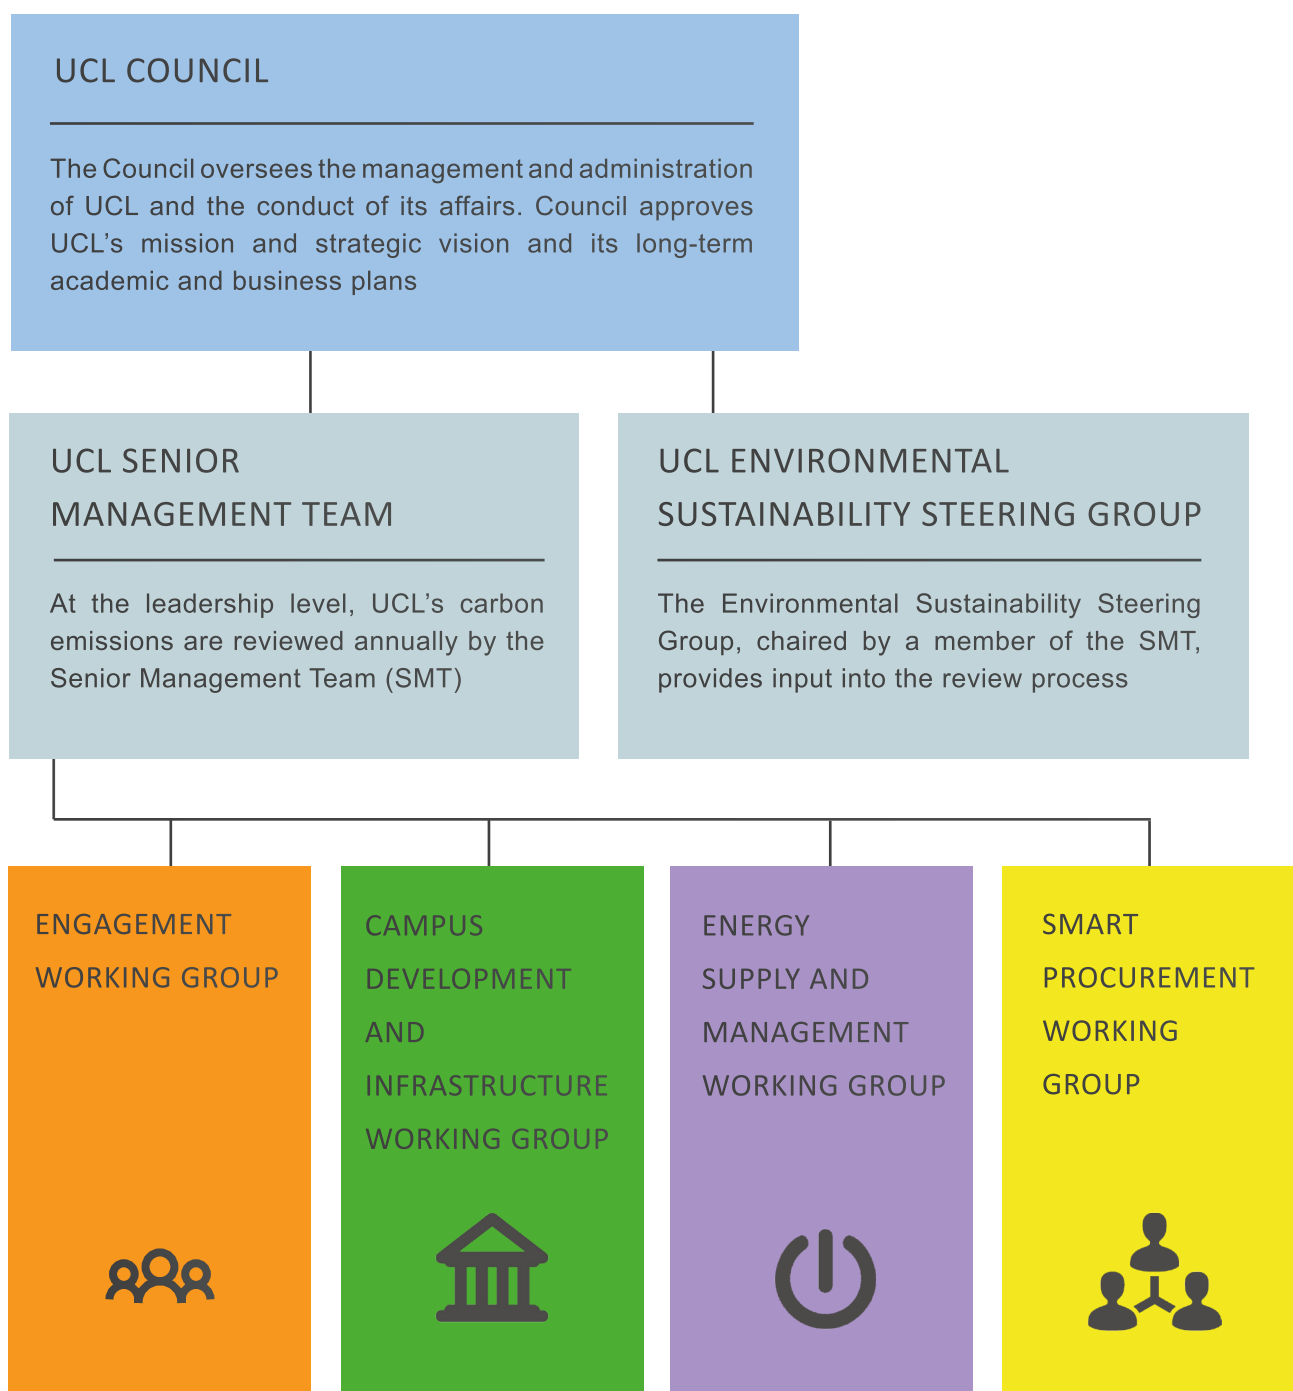 UCL COUNCIL
The Council oversees the management and administration
of UCL and the conduct of its affairs. Council approves
UCL’s mission and strategic vision and its long-term
academic and business plans
UCL SENIOR
MANAGEMENT TEAM
At the leadership level, UCL’s carbon
emissions are reviewed annually by the
Senior Management Team (SMT)
UCL ENVIRONMENTAL
SUSTAINABILITY STEERING GROUP
The Environmental Sustainability Steering
Group, chaired by a member of the SMT,
provides input into the review process
ENGAGEMENT
WORKING GROUP
CAMPUS
DEVELOPMENT
AND
INFRASTRUCTURE
WORKING GROUP
ENERGY
SUPPLY AND
MANAGEMENT
WORKING GROUP
SMART
PROCUREMENT
WORKING
GROUP